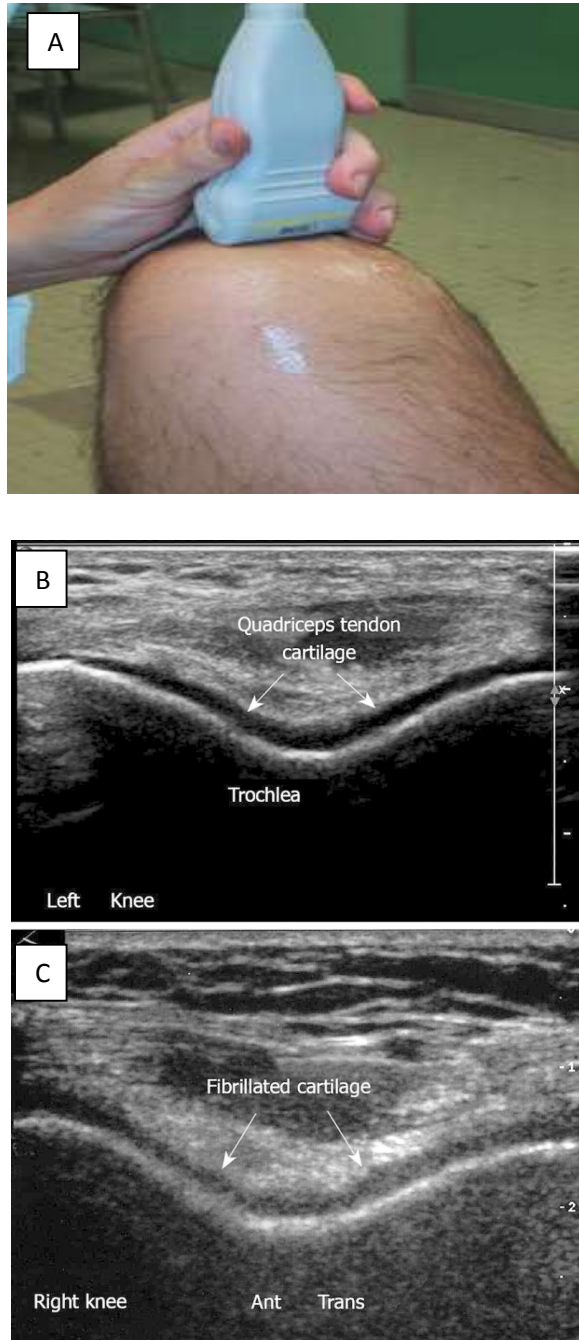 A
B
Quadriceps tendon
cartilage
Trochlea
Left Knee
C
Fibrillated cartilage
-1
-2
Right knee Ant Trans